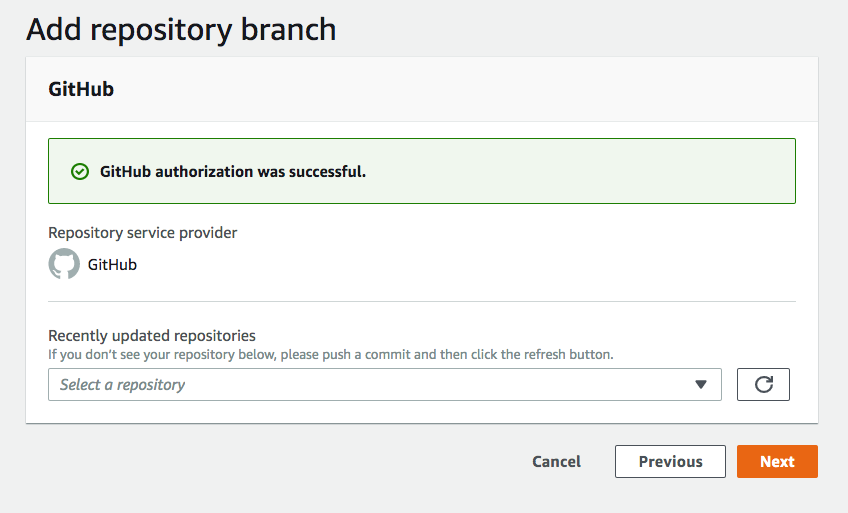 Add repository branch
GitHub
GitHub authorization was successful.
Repository service provider
GitHub
Recently updated repositories
If you don’t see your repository below, please push a commit and then click the refresh button.
Select a repository
Cancel
Previous
Next